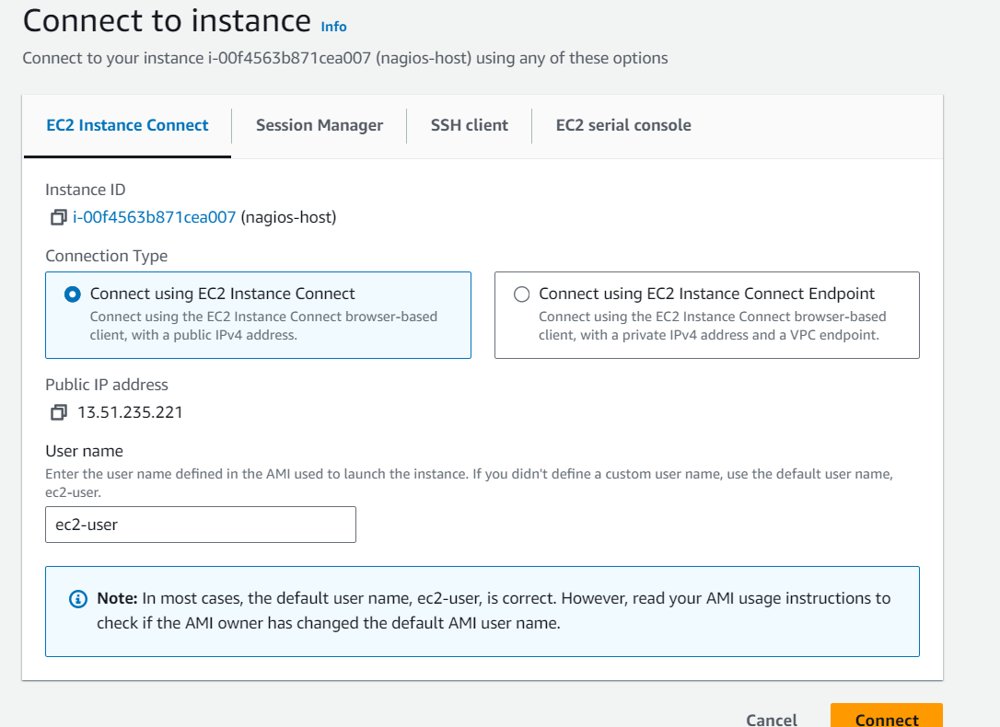 Connect to instance Info
Connect to your instance i-00f4563b871cea007 (nagios-host) using any of these options
EC2 Instance Connect
Session Manager
SSH client
EC2 serial console
Instance ID
i-00f4563b871cea007 (nagios-host)
Connection Type
Connect using EC2 Instance Connect
Connect using the EC2 Instance Connect browser-based
client, with a public IPv4 address.
Connect using EC2 Instance Connect Endpoint
Connect using the EC2 Instance Connect browser-based
client, with a private IPv4 address and a VPC endpoint.
Public IP address
13.51.235.221
User name
Enter the user name defined in the AMI used to launch the instance. If you didn't define a custom user name, use the default user name,
ec2-user.
ec2-user
Note: In most cases, the default user name, ec2-user, is correct. However, read your AMI usage instructions to
check if the AMI owner has changed the default AMI user name.
Cancel
Connect